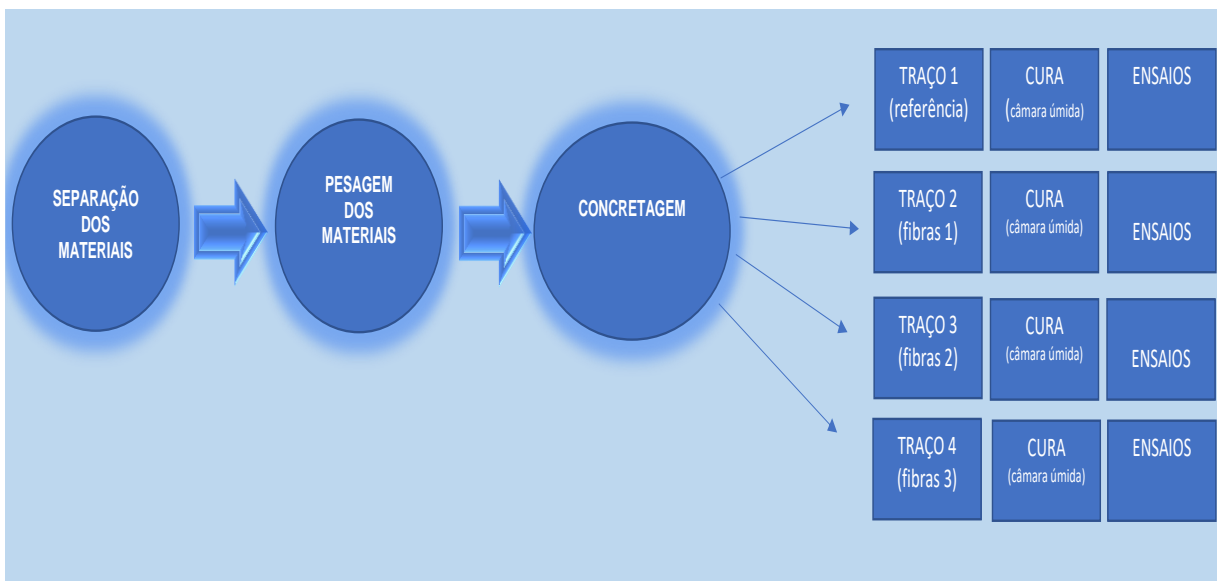 SEPARAÇÃO
DOS
MATERIAIS
PESAGEM
DOS
MATERIAIS
CONCRETAGEM
TRAÇO 1
(referência)
CURA
(câmara úmida)
ENSAIOS
TRAÇO 2
(fibras 1)
CURA
(câmara úmida)
ENSAIOS
TRAÇO 3
(fibras 2)
CURA
(câmara úmida)
ENSAIOS
TRAÇO 4
(fibras 3)
CURA
(câmara úmida)
ENSAIOS